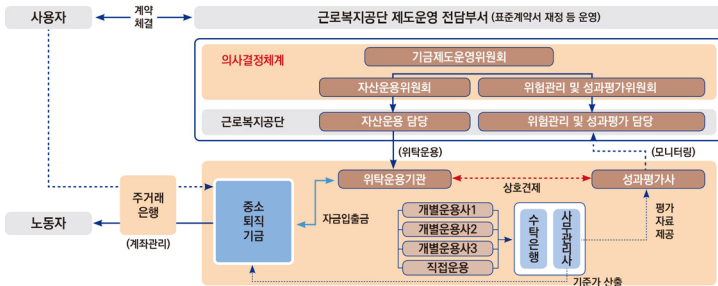 사용자
계약
체결
근로복지공단 제도운영 전담부서 (표준계약서 재정 등 운영)
의사결정체계
기금제도운영위원회
자산운용위원회
위험관리 및 성과평가위원회
근로복지공단
자산운용 담당
위험관리 및 성과평가 담당
(위탁운용)
(모니터링)
위탁운용기관
상호견제
성과평가사
주거래
은행
(계좌관리)
노동자
중소
퇴직
기금
자금입출금
개별운용사1
개별운용사2
개별운용사3
직접운용
수탁은행
사무관리사
평가
자료
제공
기준가 산출